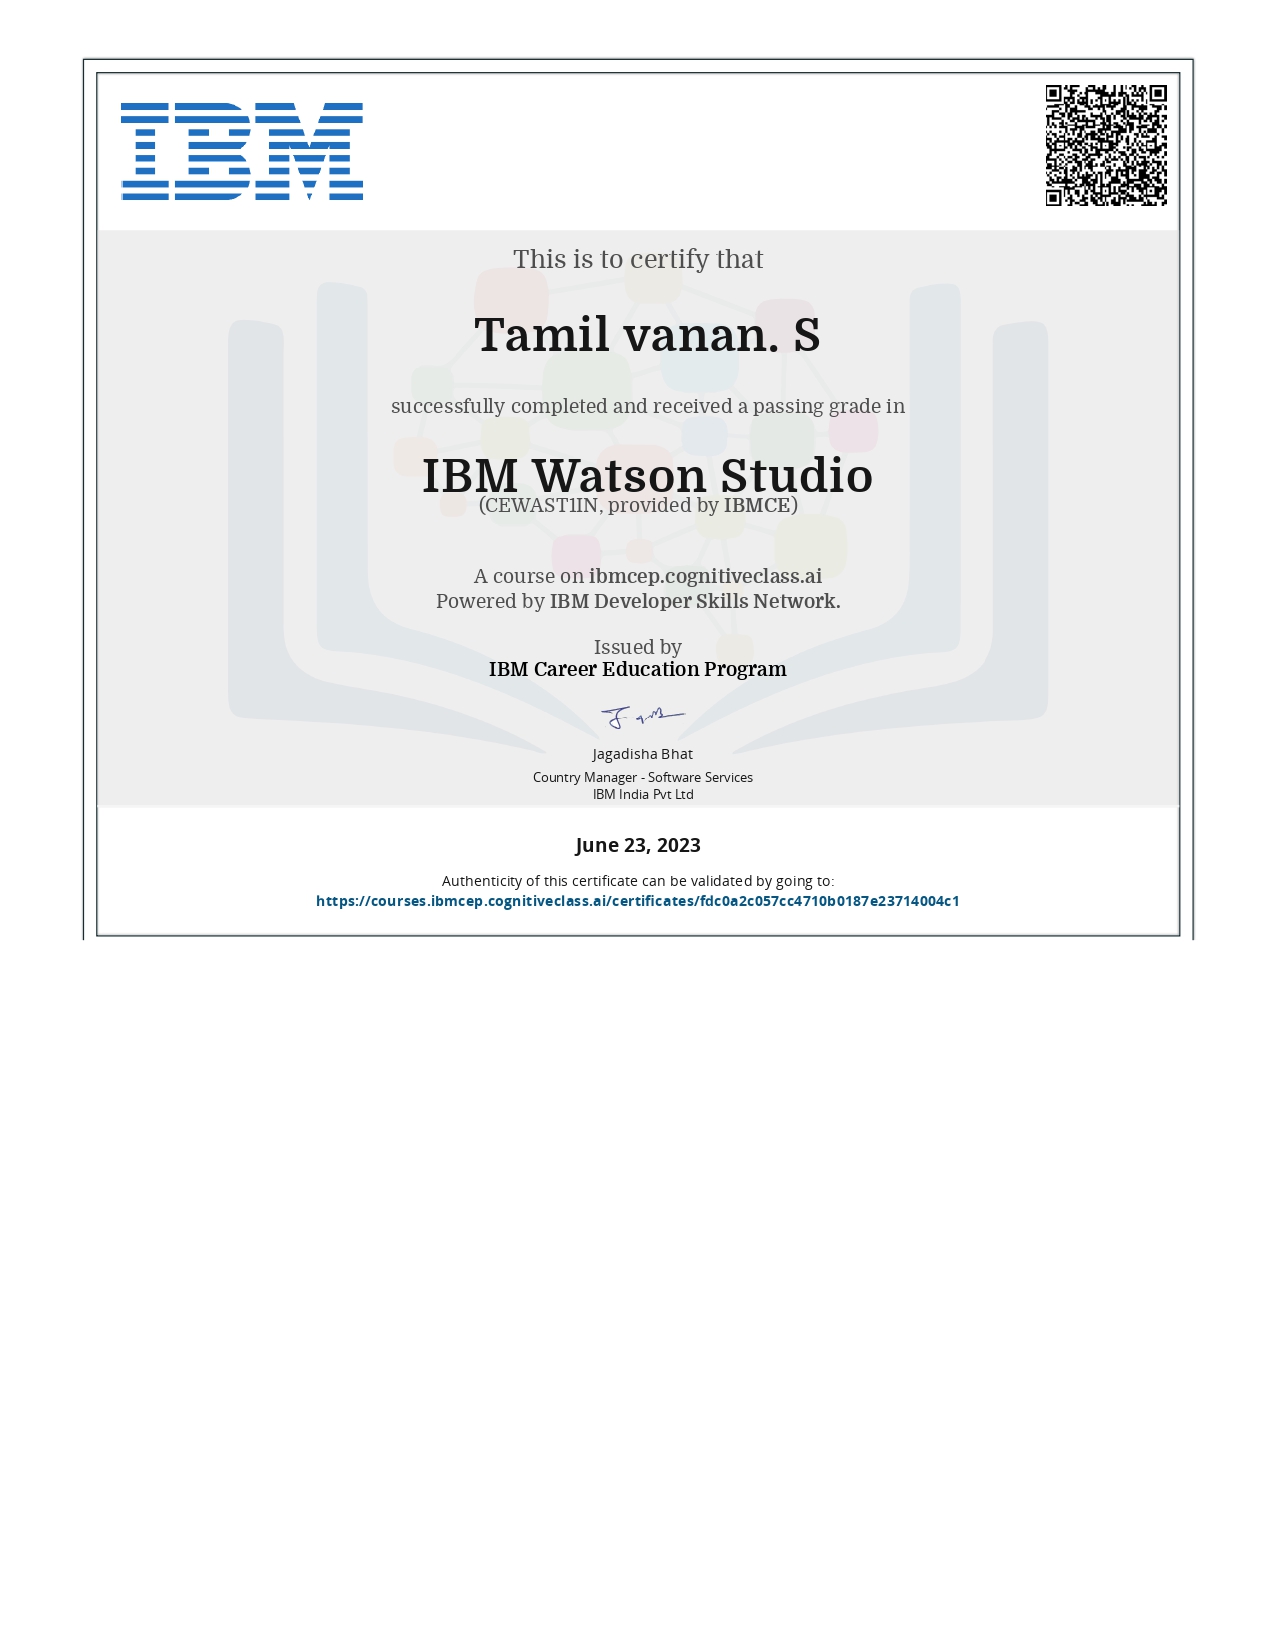 IBM
This is to certify that
Tamil vanan. S
successfully completed and received a passing grade in
IBM Watson Studio
(CEWAST1IN, provided by IBMCE)
A course on ibmcep.cognitiveclass.ai
Powered by IBM Developer Skills Network.
Issued by
IBM Career Education Program
Jagadisha Bhat
Country Manager - Software Services
IBM India Pvt Ltd
June 23, 2023
Authenticity of this certificate can be validated by going to:
https://courses.ibmcep.cognitiveclass.ai/certificates/fdc0a2c057cc4710b0187e23714004c1